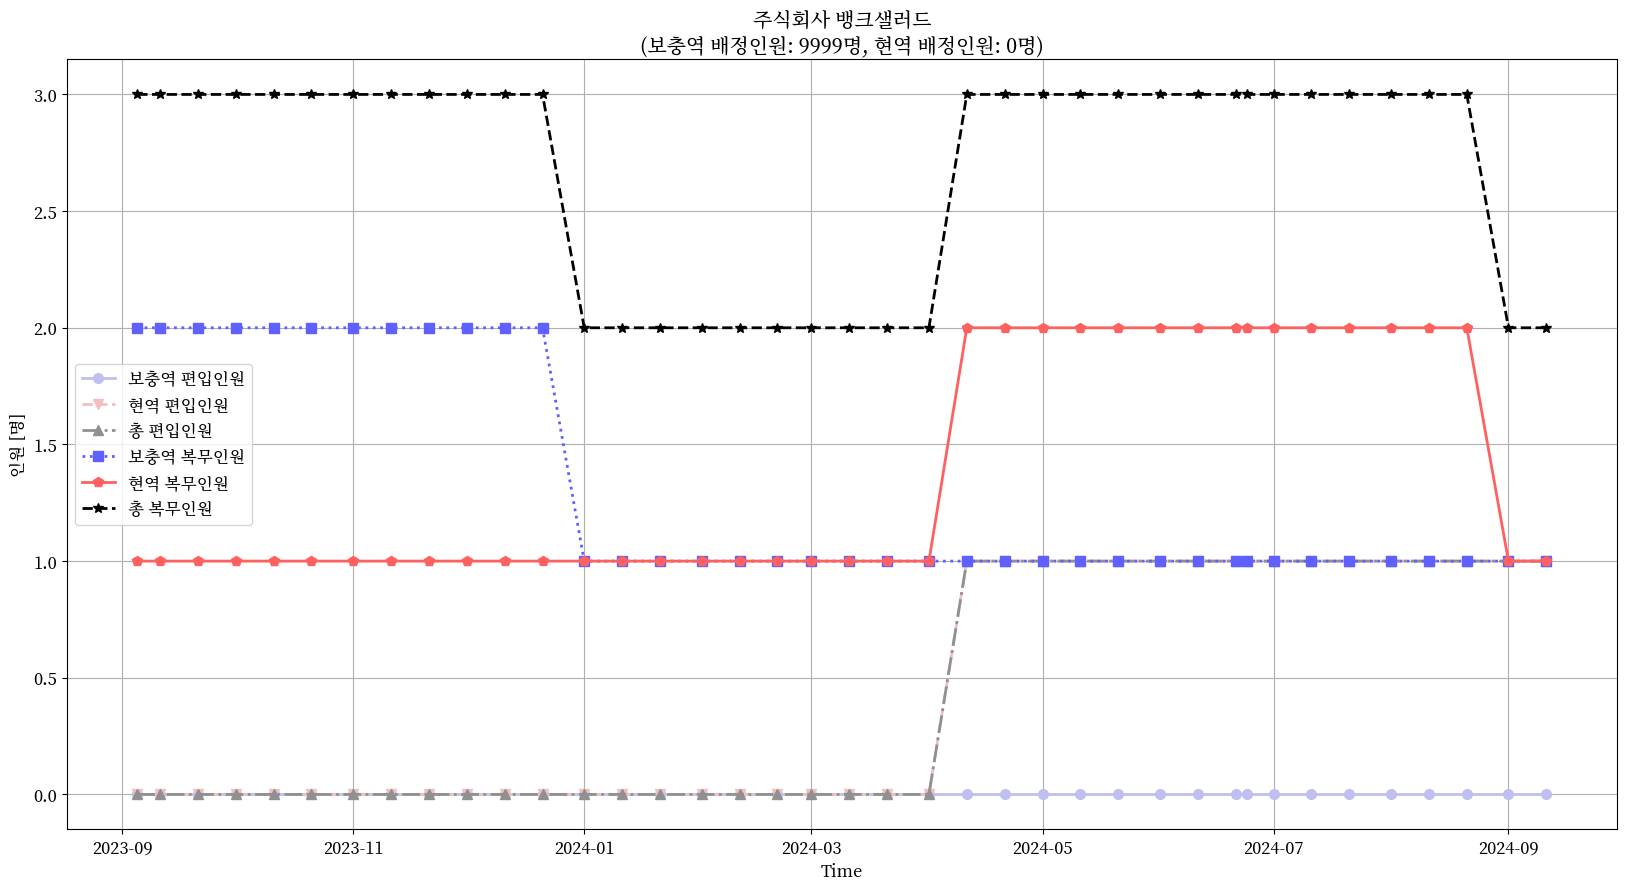 주식회사 뱅크샐러드
(보충역 배정인원: 9999명, 현역 배정인원: 0명)
인원 [명]
3.0
2.5
2.0
1.5
1.0
0.5
0.0
보충역 편입인원
현역 편입인원
총 편입인원
보충역 복무인원
현역 복무인원
총 복무인원
2023-09
2023-11
2024-01
2024-03
2024-05
2024-07
2024-09
Time